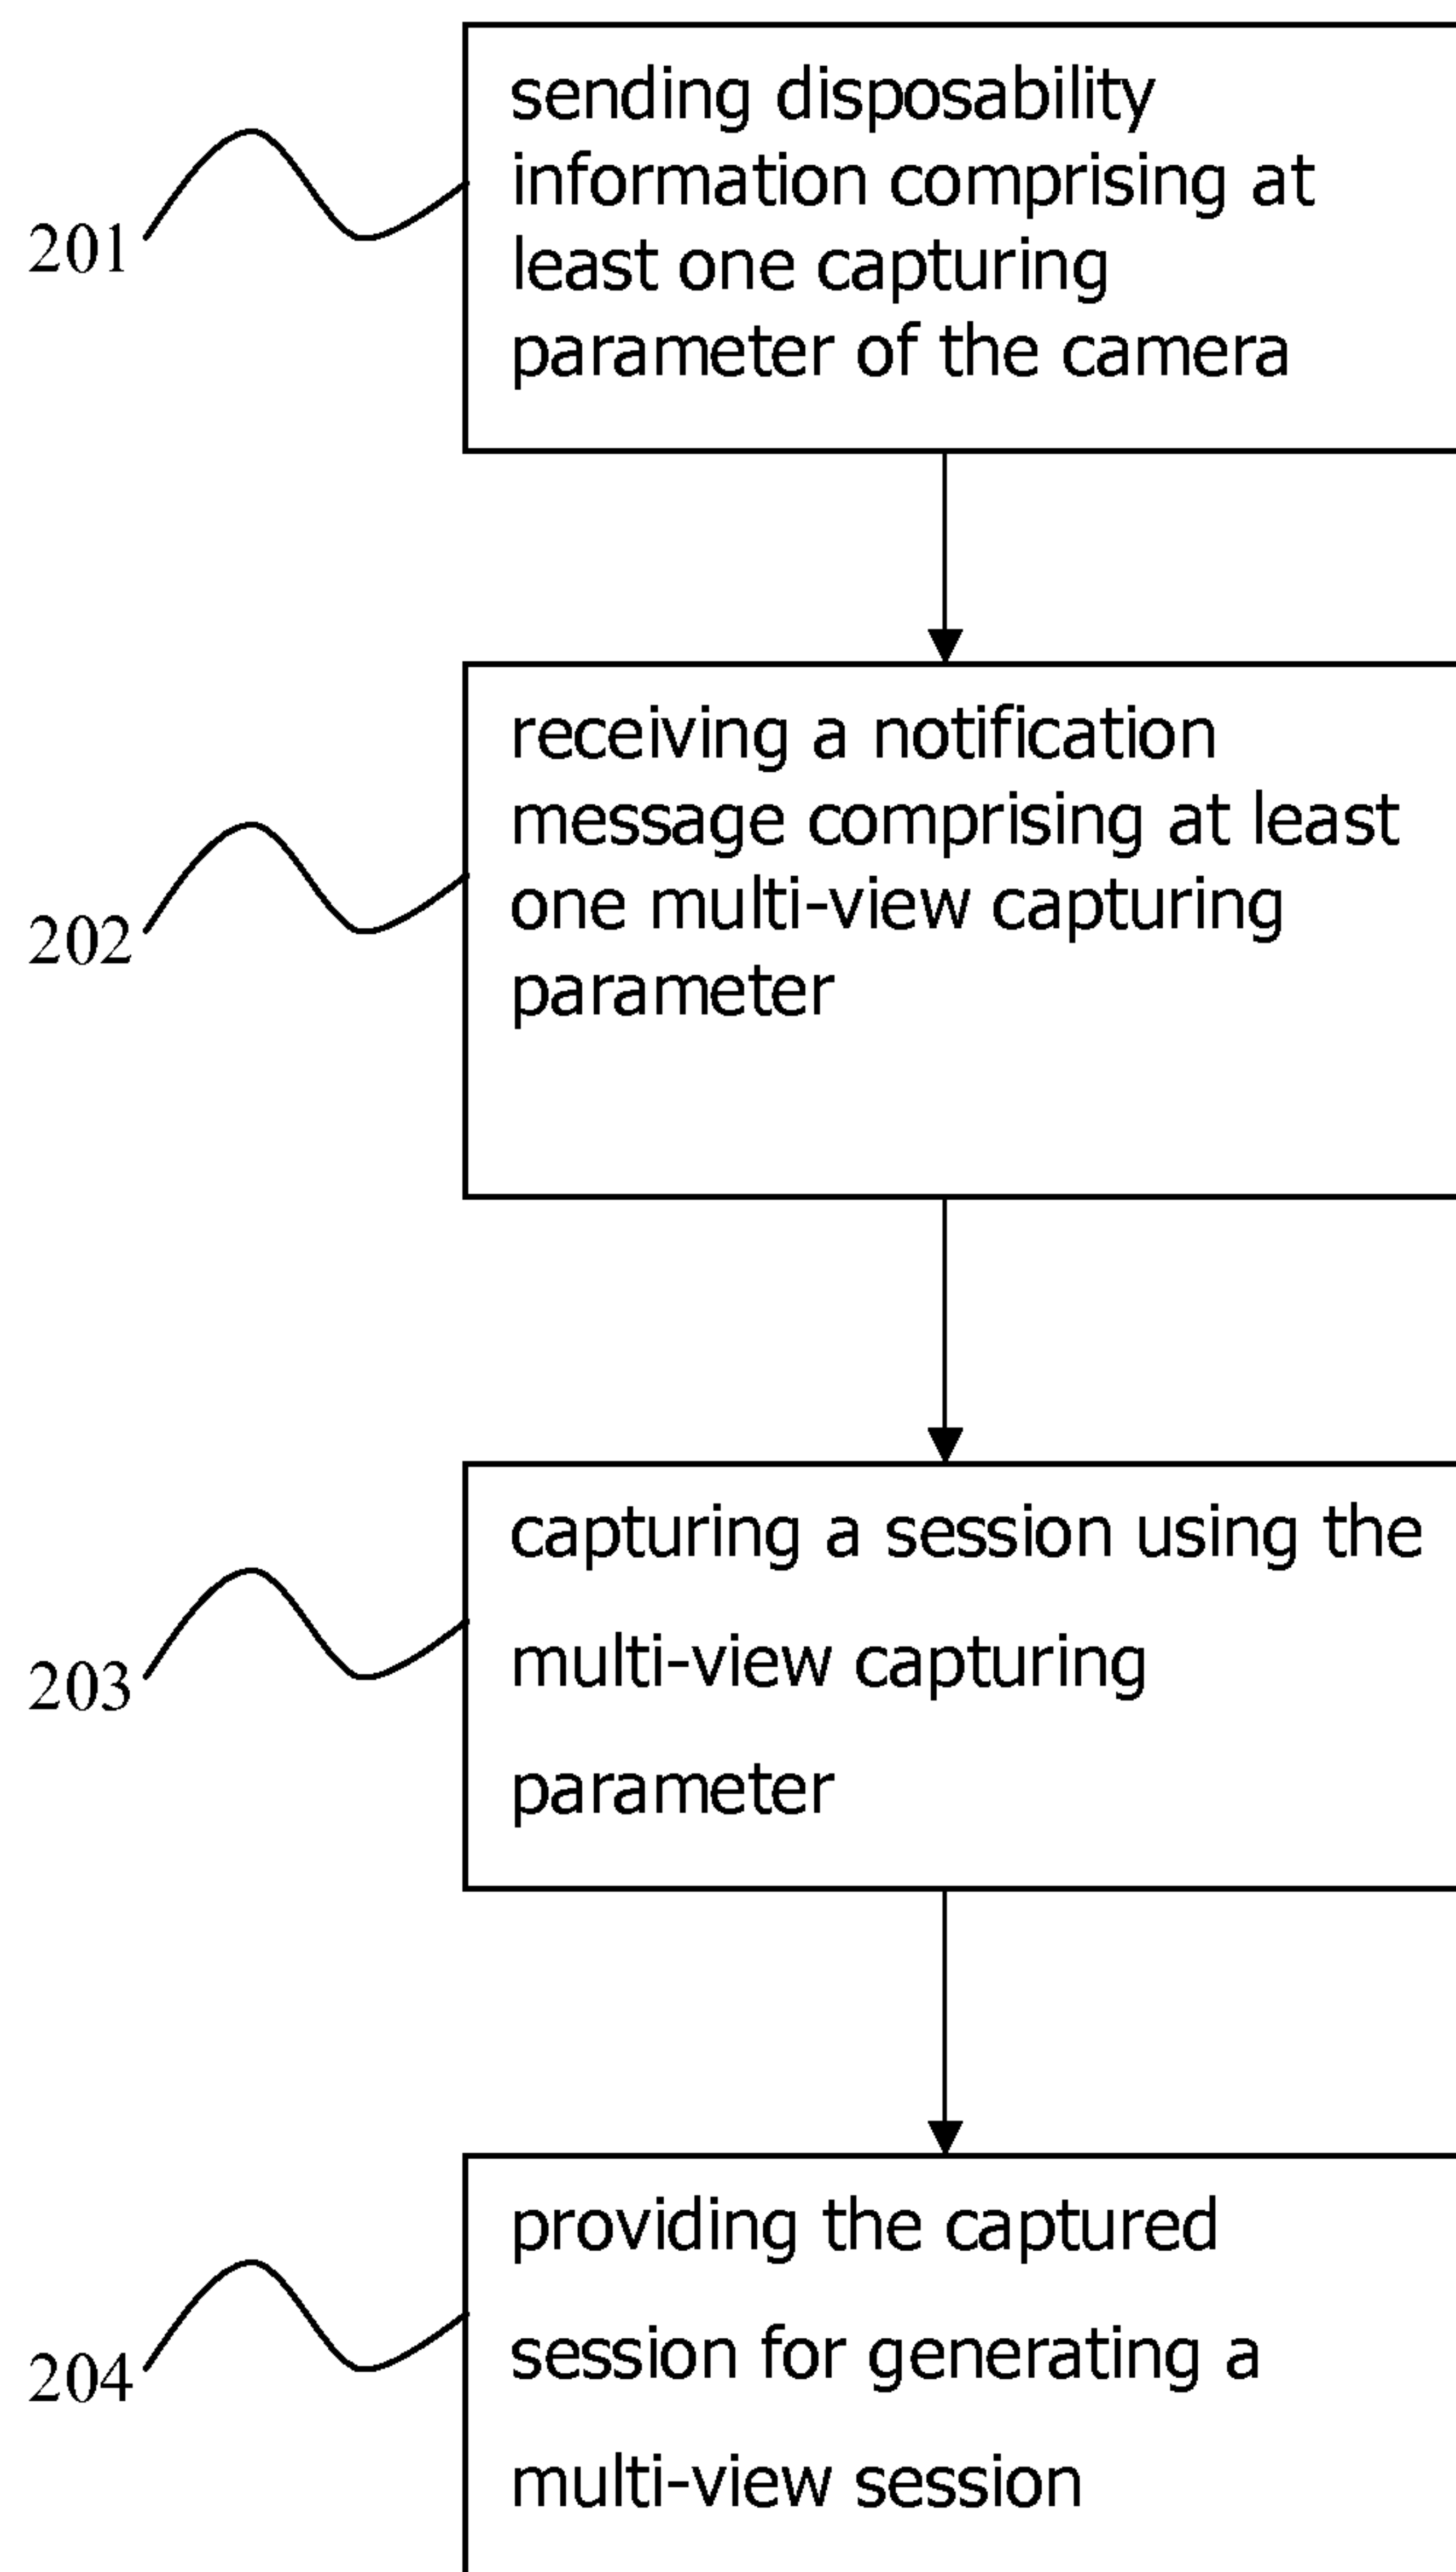 sending disposability
information comprising at
least one capturing
parameter of the camera
201
receiving a notification
message comprising at least
one multi-view capturing
parameter
202
capturing a session using the
multi-view capturing
parameter
203
providing the captured
session for generating a
multi-view session
204